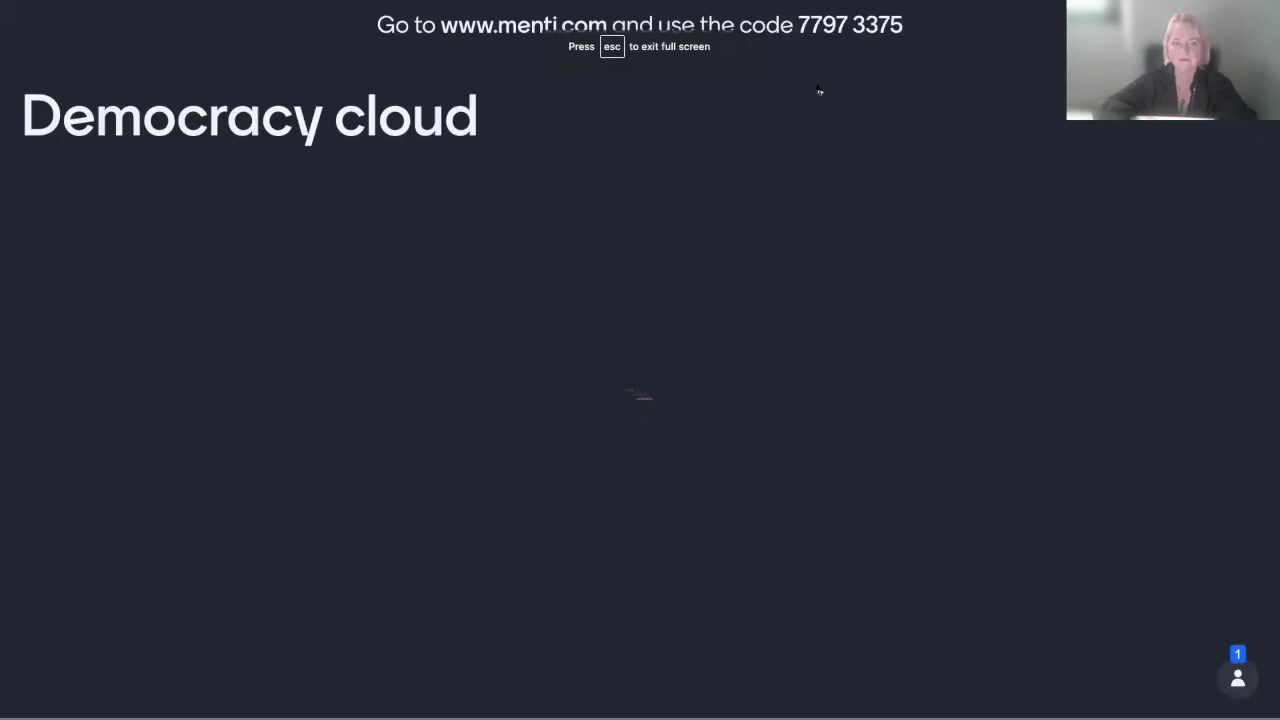 Go to www.menti.com and use the code 7797 3375
Press esc to exit full screen
Democracy cloud
1